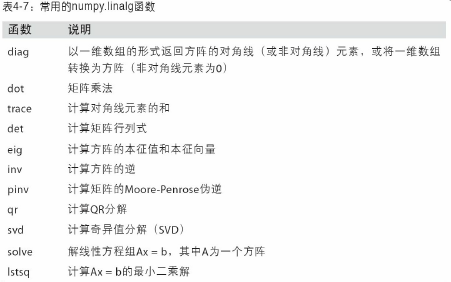 表4-7：常用的numpy.linalg函数
函数 说明
diag 以一维数组的形式返回方阵的对角线（或非对角线）元素，或将一维数组
转换为方阵（非对角线元素为0）
dot 矩阵乘法
trace 计算对角线元素的和
det 计算矩阵行列式
eig 计算方阵的本征值和本征向量
inv 计算方阵的逆
pinv 计算矩阵的Moore-Penrose伪逆
qr 计算QR分解
svd 计算奇异值分解（SVD）
solve 解线性方程组Ax = b，其中A为一个方阵
lstsq 计算Ax = b的最小二乘解